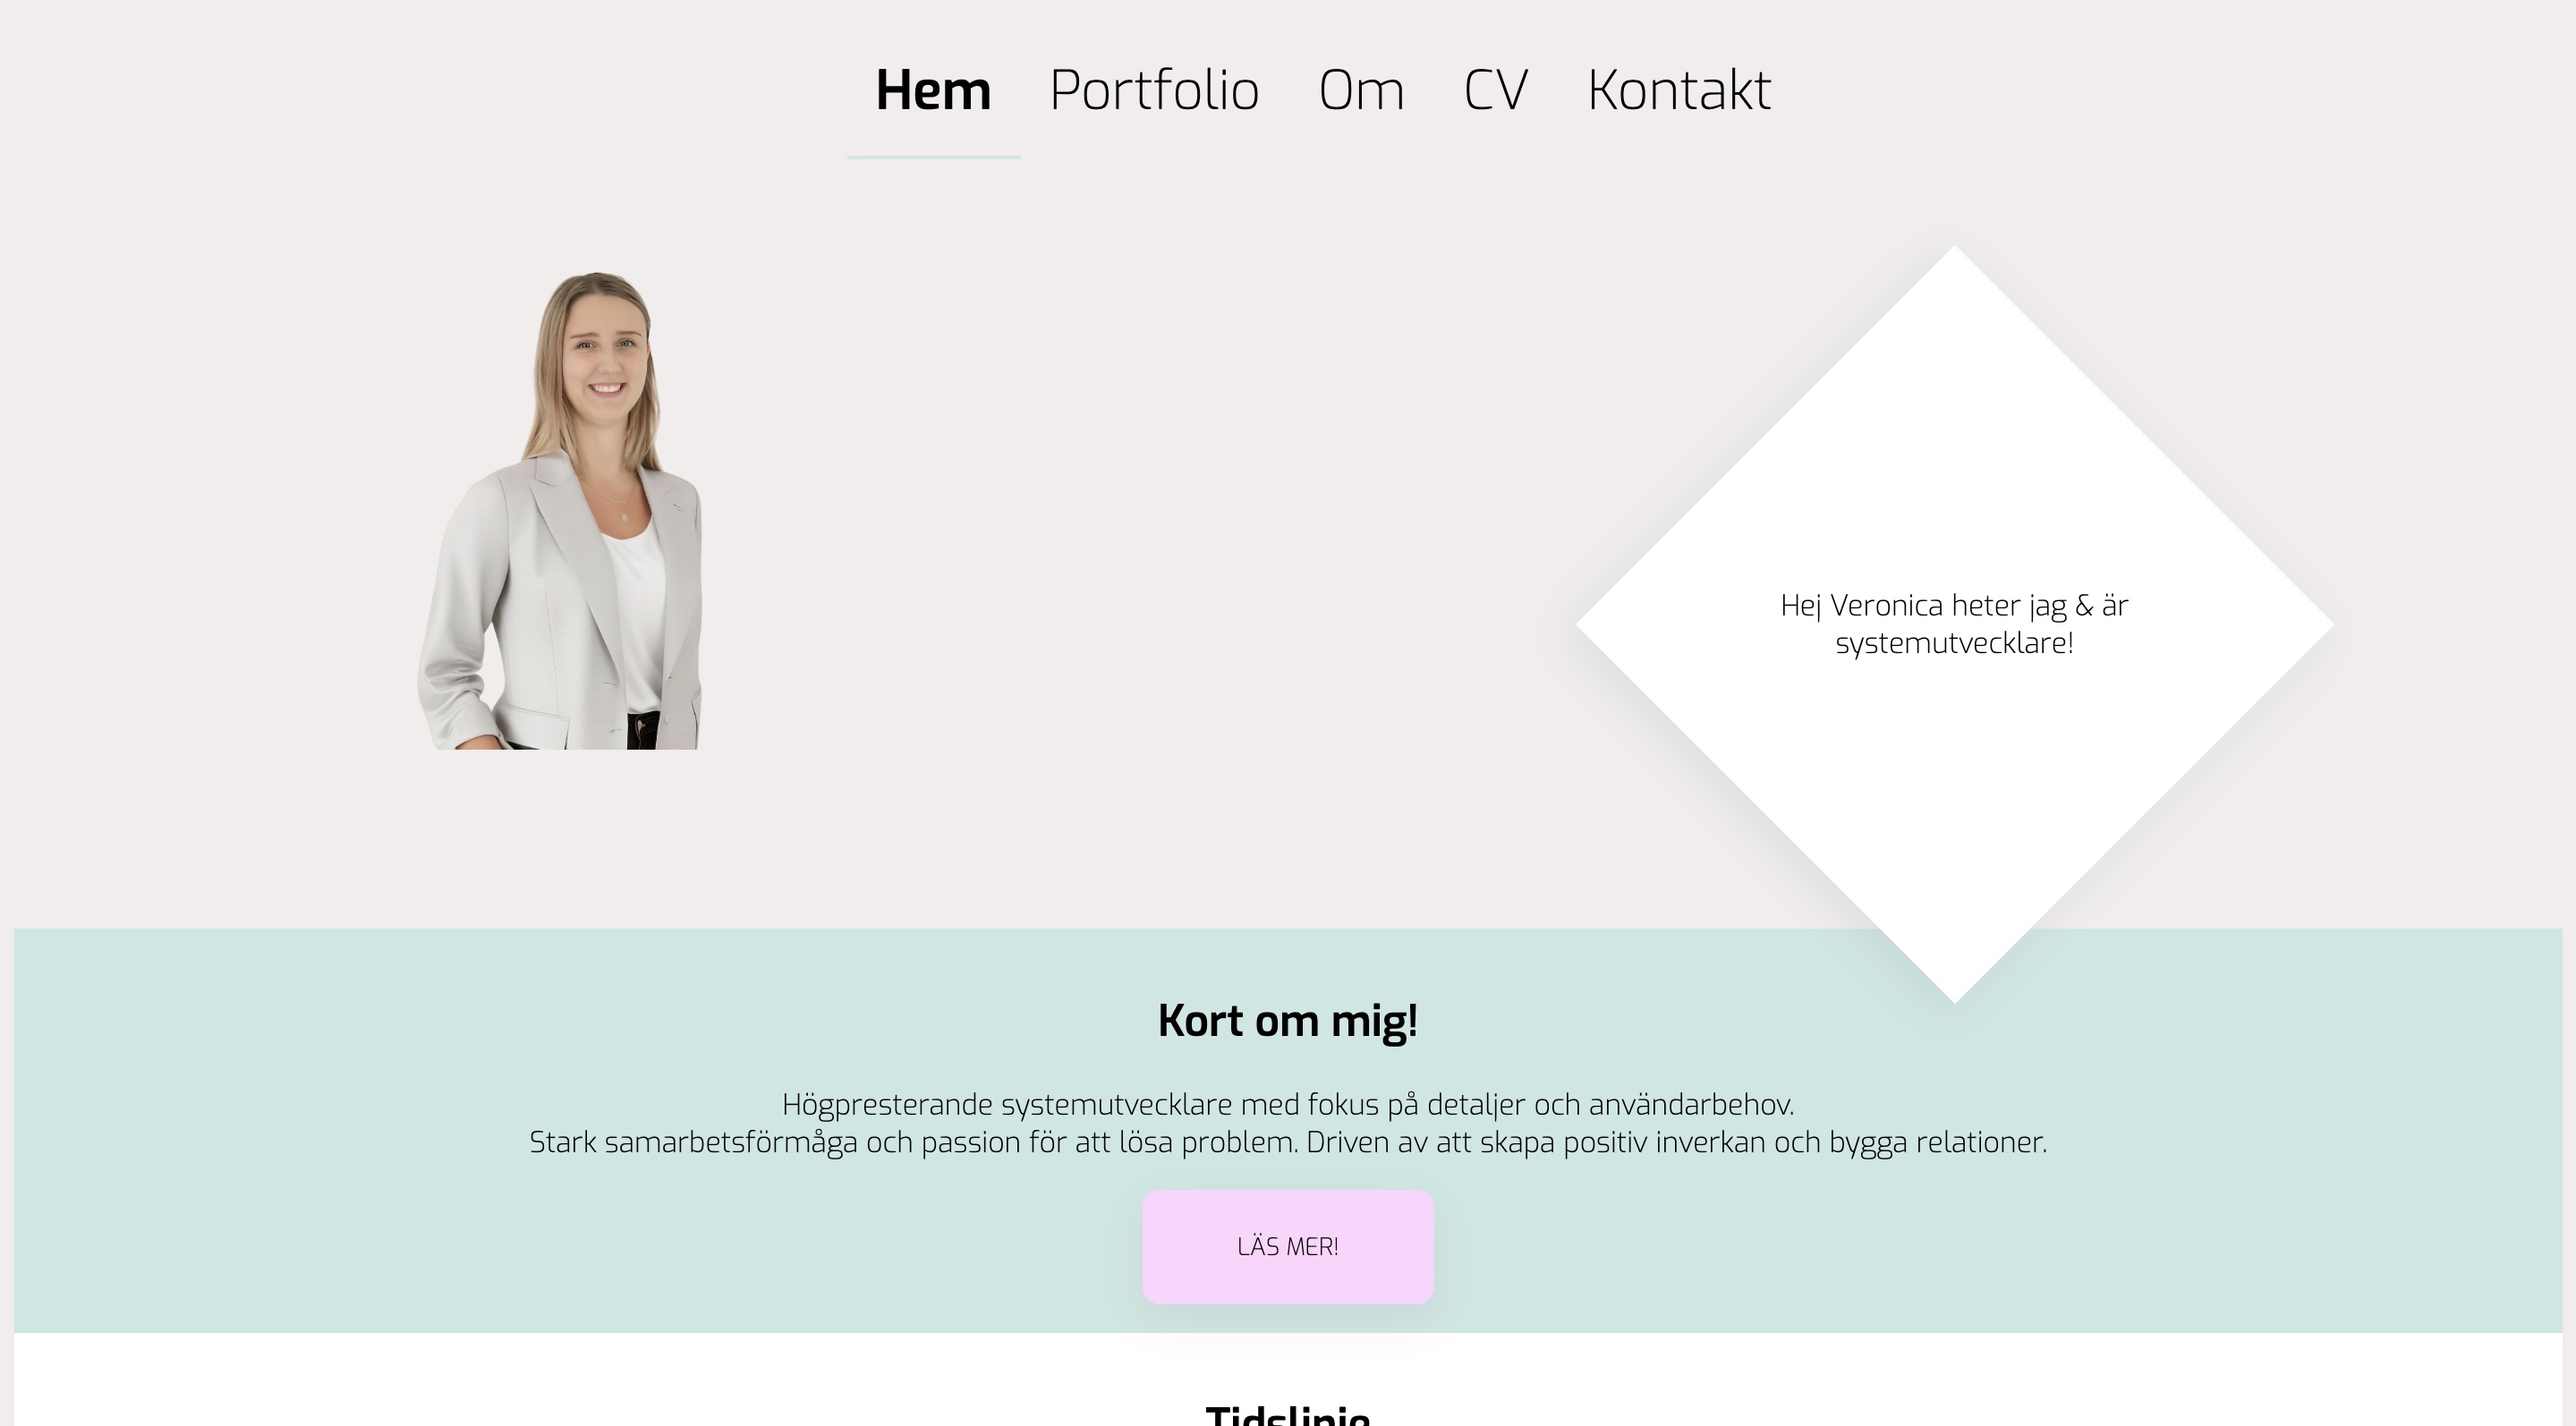 Hem Portfolio Om CV Kontakt
Hej Veronica heter jag & är
systemutvecklare!
Kort om mig!
Högpresterande systemutvecklare med fokus på detaljer och användarbehov.
Stark samarbetsförmåga och passion för att lösa problem. Driven av att skapa positiv inverkan och bygga relationer.
LÄS MER!
Tidslinje